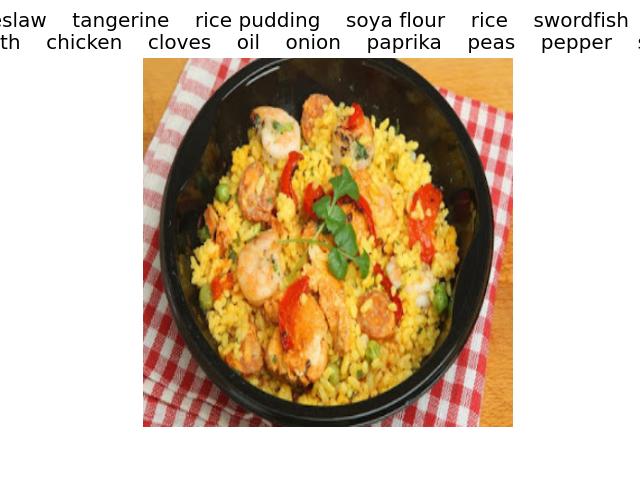 tangerine rice pudding soya flour rice swordfish
chicken cloves oil onion paprika peas pepper